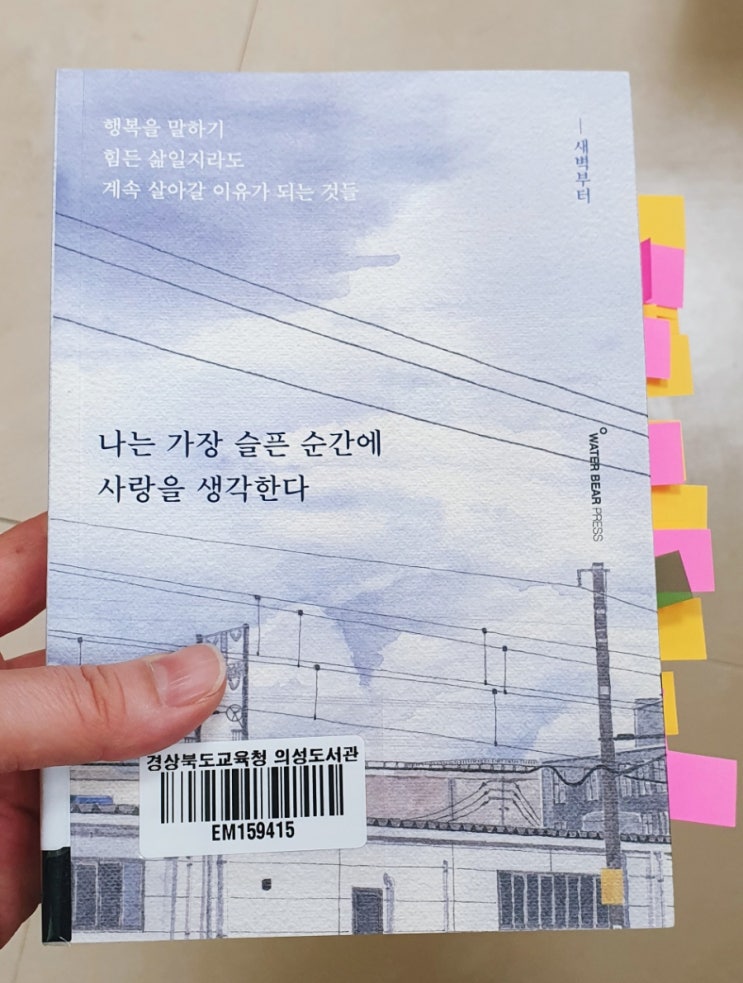 행복을 말하기
힘든 삶일지라도
계속 살아갈 이유가 되는 것들
새벽부터
나는 가장 슬픈 순간에
사랑을 생각한다
WATER BEAR PRESS
경상북도교육청 의성도서관
EM159415